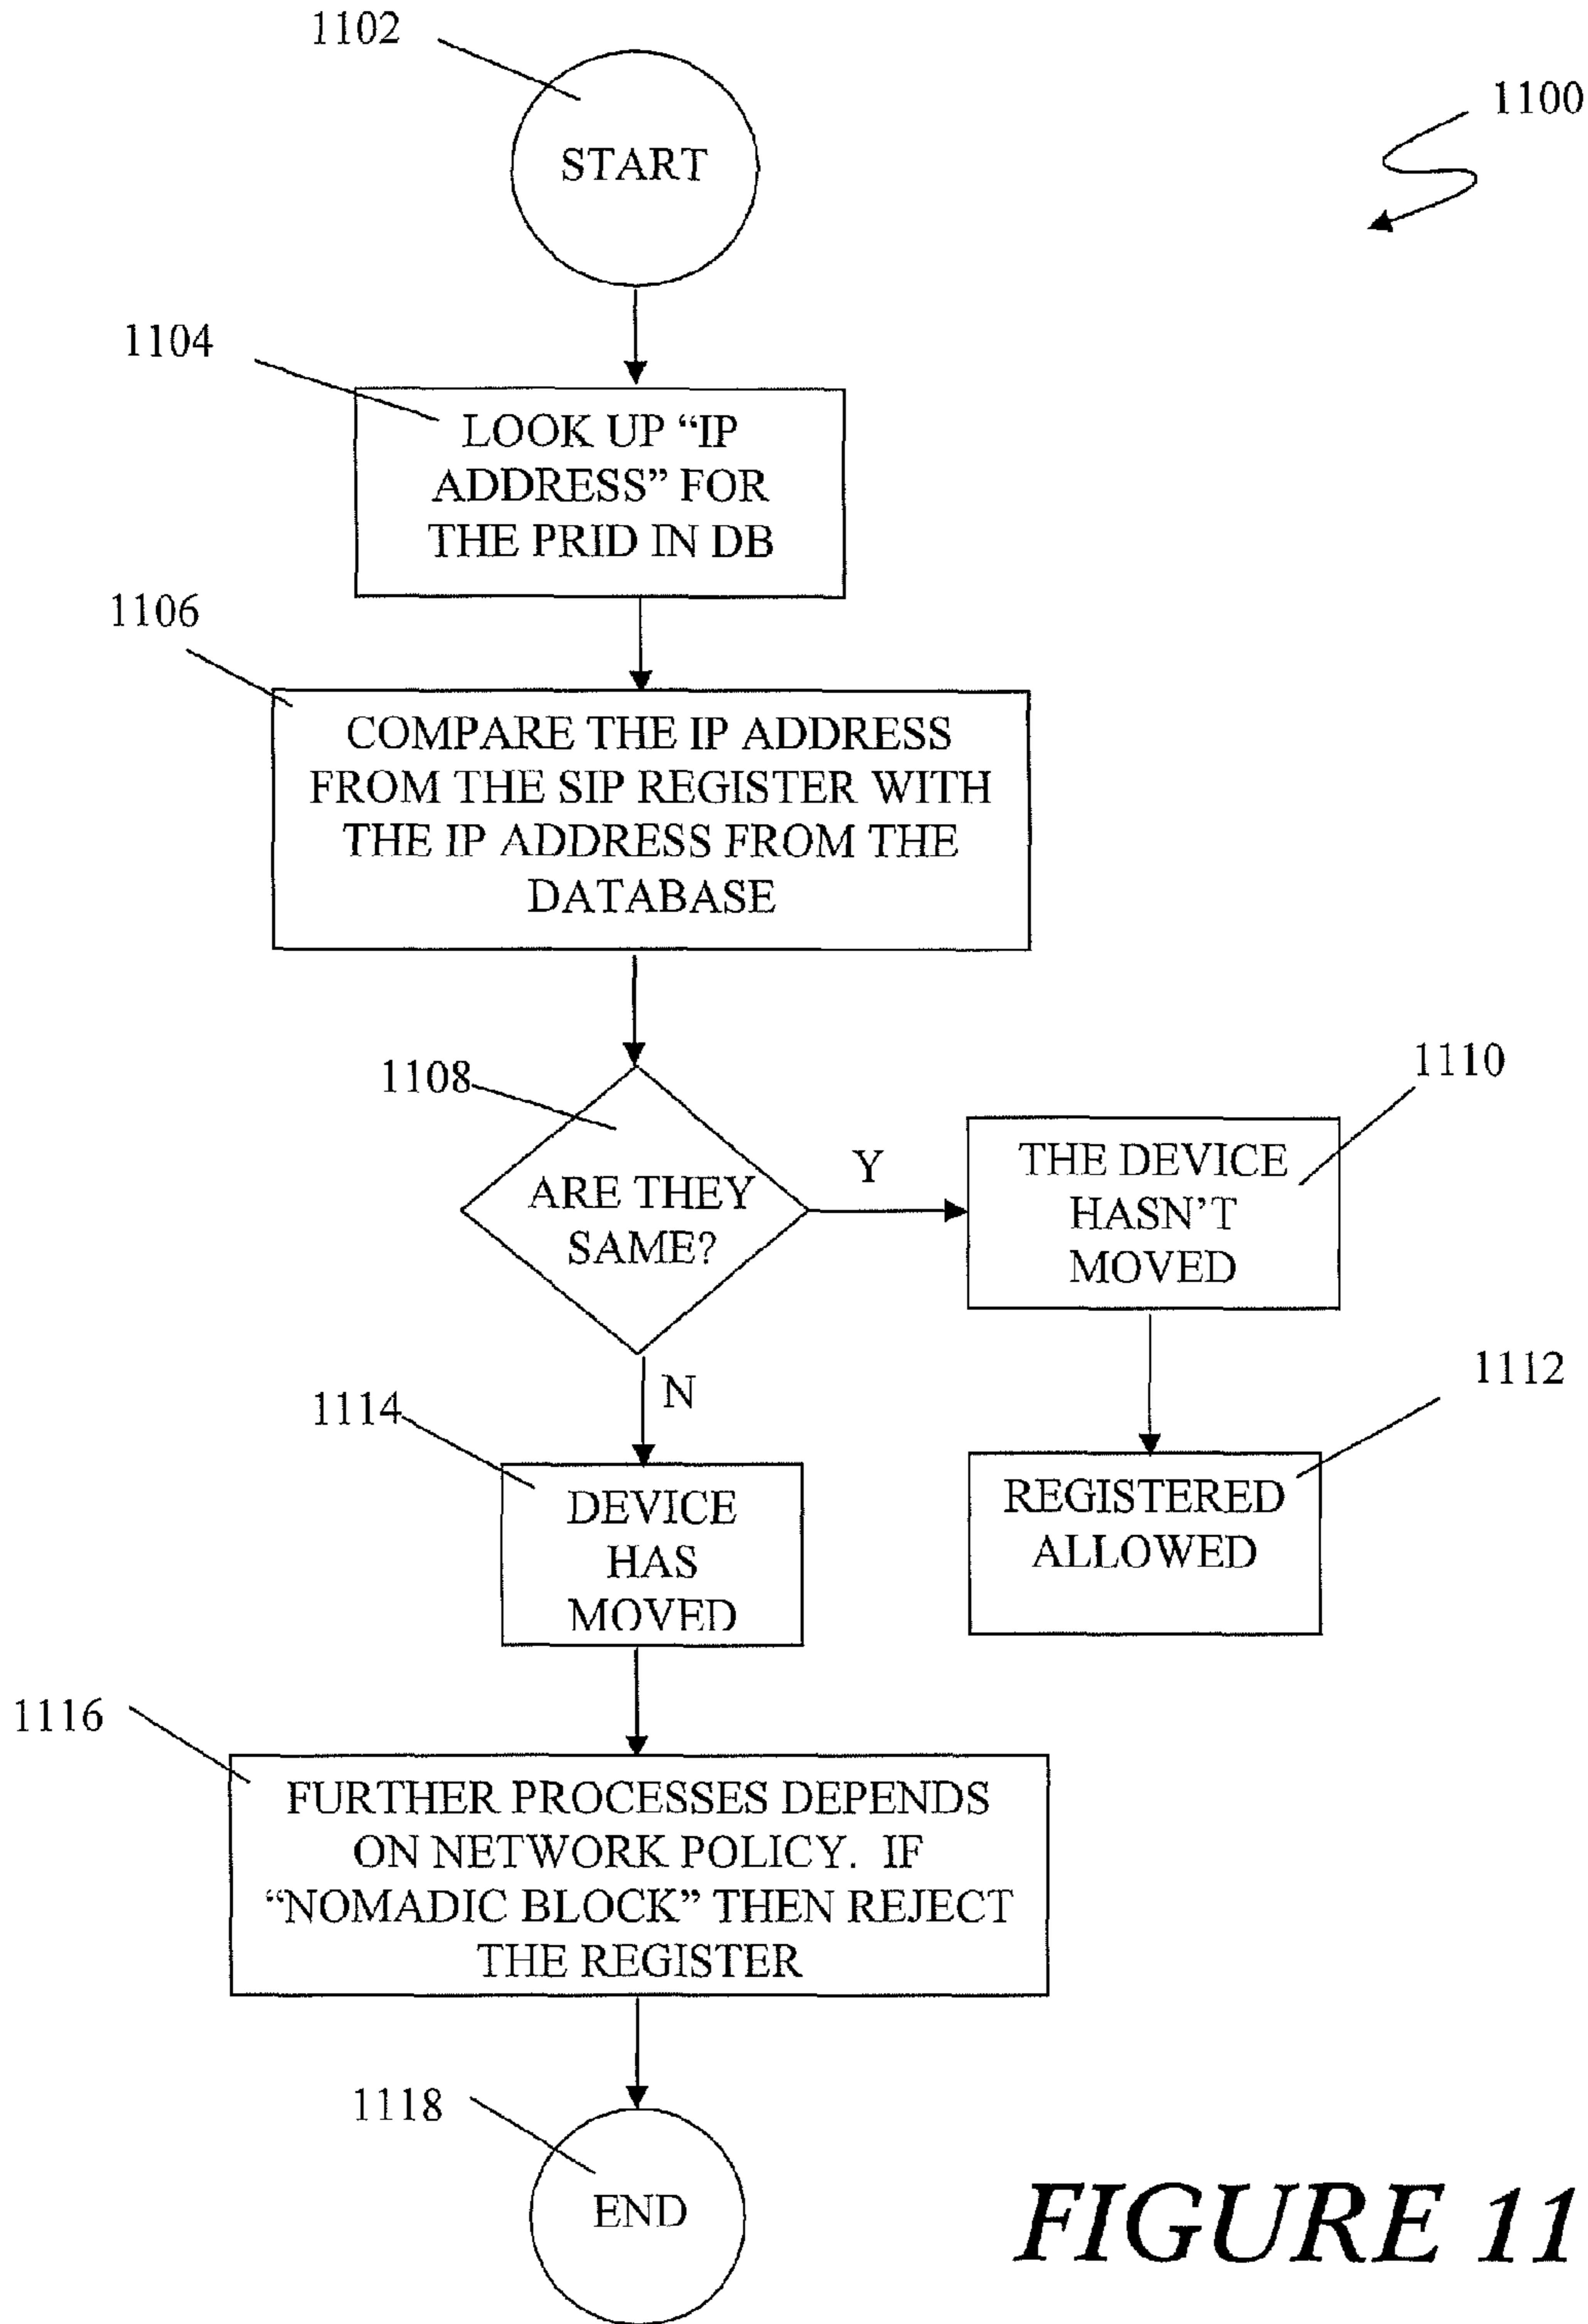 1102
START
1100
1104
LOOK UP “IP
ADDRESS” FOR
THE PRID IN DB
1106
COMPARE THE IP ADDRESS
FROM THE SIP REGISTER WITH
THE IP ADDRESS FROM THE
DATABASE
1108
ARE THEY
SAME?
Y
1110
THE DEVICE
HASN’T
MOVED
N
1112
REGISTERED
ALLOWED
1114
DEVICE
HAS
MOVED
1116
FURTHER PROCESSES DEPENDS
ON NETWORK POLICY. IF
“NOMADIC BLOCK” THEN REJECT
THE REGISTER
1118
END
FIGURE 11